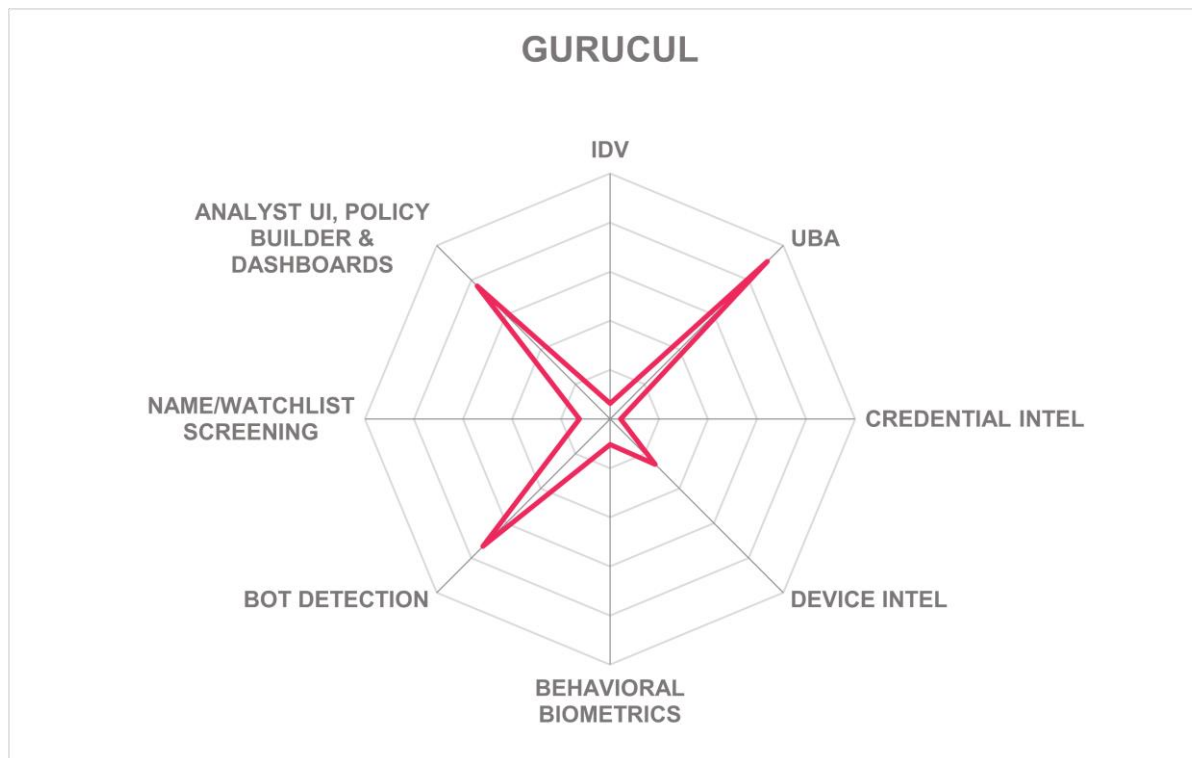 GURUCUL
IDV
ANALYST UI, POLICY
BUILDER &
DASHBOARDS
UBA
NAME/WATCHLIST
SCREENING
CREDENTIAL INTEL
BOT DETECTION
DEVICE INTEL
BEHAVIORAL
BIOMETRICS